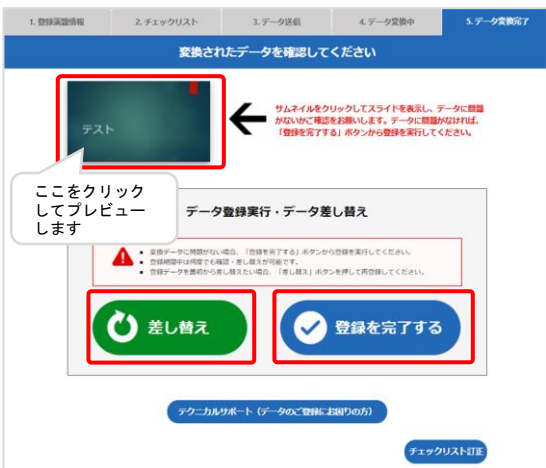 1. 登録演題情報
2. チェックリスト
3. データ送信
4. データ変換中
5. データ変換完了
変換されたデータを確認してください
テスト
サムネイルをクリックしてスライドを表示し、データに問題
がないかご確認をお願いします。データに問題がなければ、
「登録を完了する」ボタンから登録を実行してください。
ここをクリック
してプレビュー
します
データ登録実行・データ差し替え
▪ 変換データに問題がない場合、「登録を完了する」ボタンから登録を実行してください。
▪ 登録期間中は何度でも確認・差し替えが可能です。
▪ 登録データを最初から差し替えたい場合、「差し替え」ボタンを押して再登録してください。
差し替え
登録を完了する
テクニカルサポート（データのご登録にお困りの方）
チェックリスト訂正